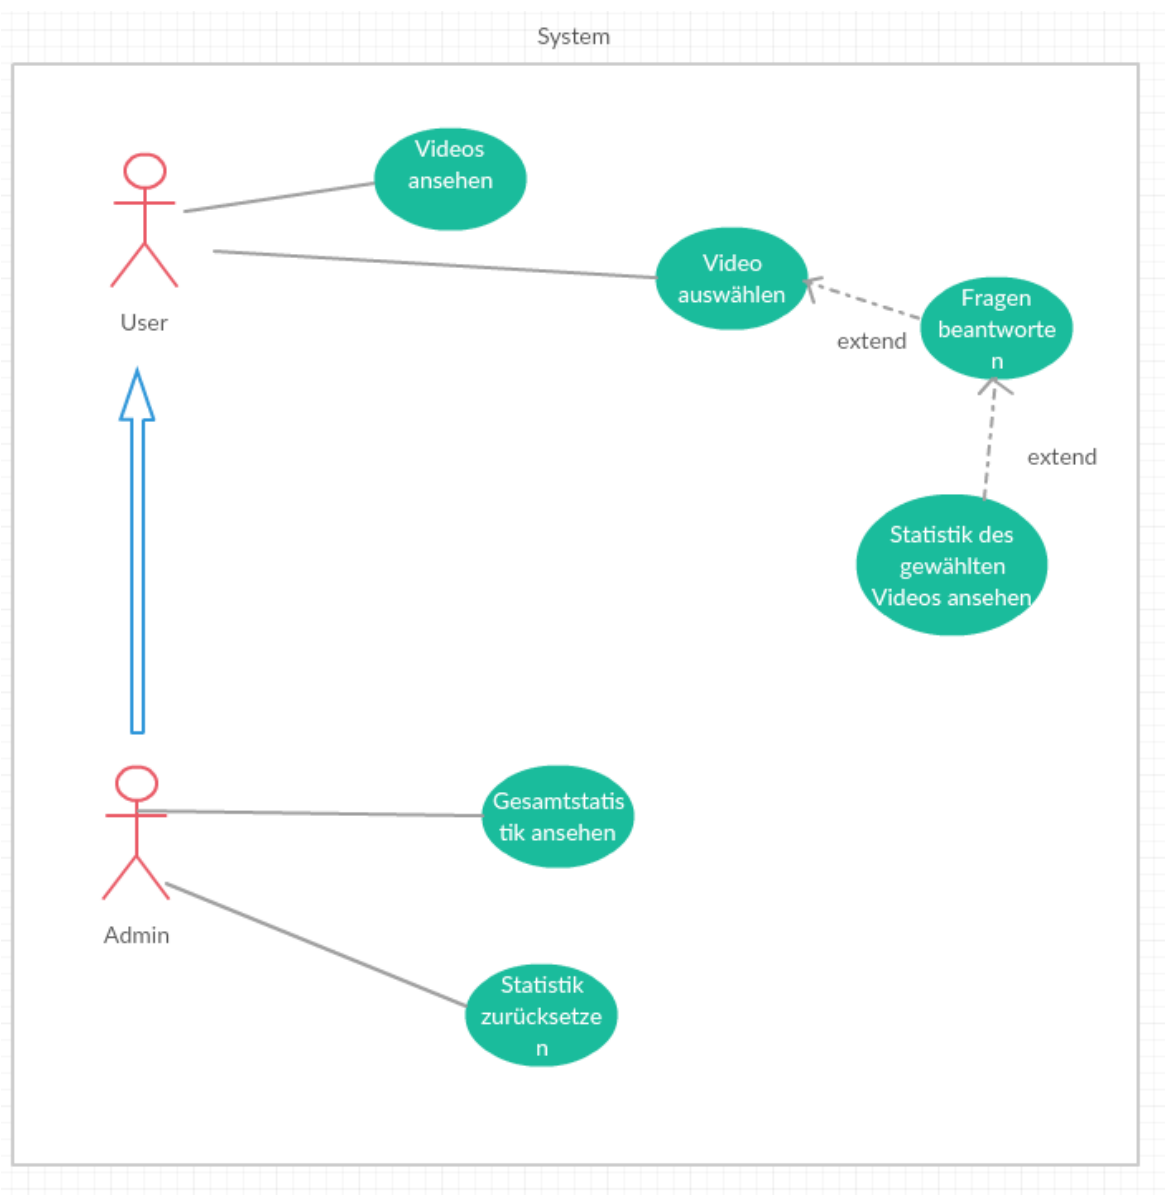 System
Videos
ansehen
Video
auswählen
Fragen
beantworte
n
extend
User
extend
Statistik des
gewählten
Videos ansehen
Gesamtstatis
tik ansehen
Admin
Statistik
zurücksetze
n